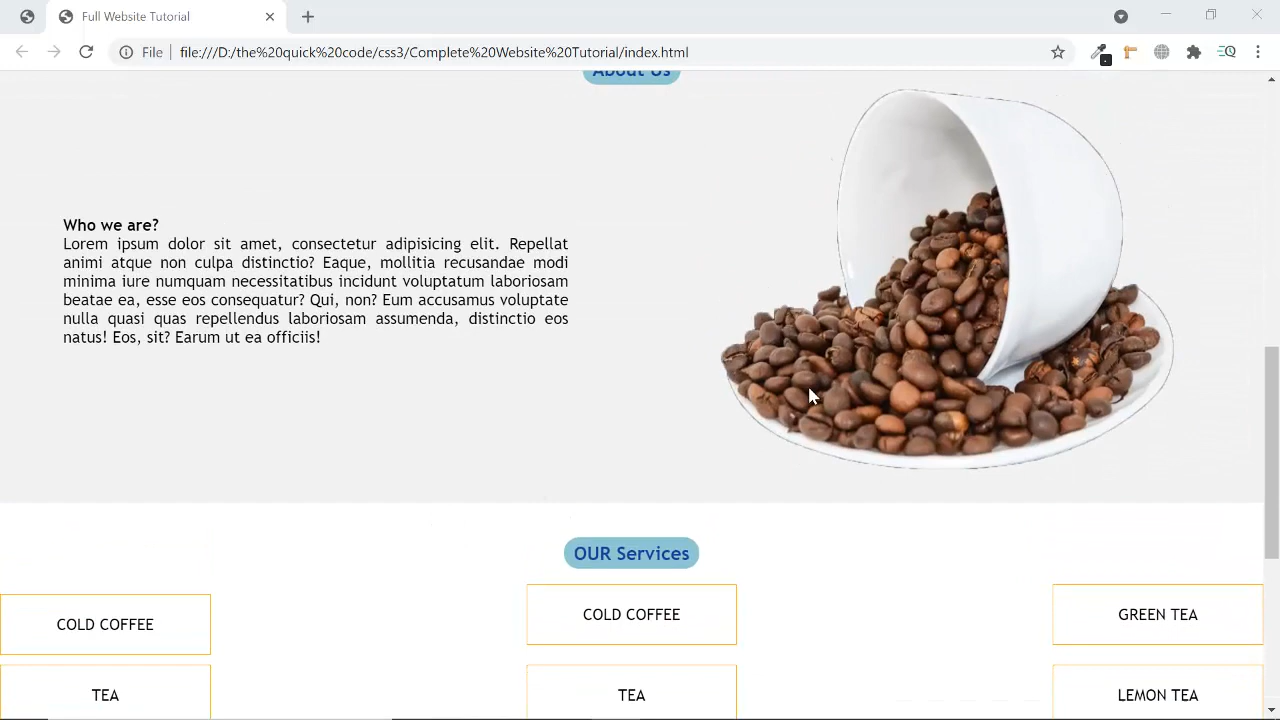 Full Website Tutorial
File
file:///D:/the%20quick%20code/css3/Complete%20Website%20Tutorial/index.html
About Us
Who we are?
Lorem ipsum dolor sit amet, consectetur adipisicing elit. Repellat
animi atque non culpa distinctio? Eaque, mollitia recusandae modi
minima iure numquam necessitatibus incidunt voluptatum laboriosam
beatae ea, esse eos consequatur? Qui, non? Eum accusamus voluptate
nulla quasi quas repellendus laboriosam assumenda, distinctio eos
natus! Eos, sit? Earum ut ea officiis!
OUR Services
COLD COFFEE
COLD COFFEE
GREEN TEA
TEA
TEA
LEMON TEA